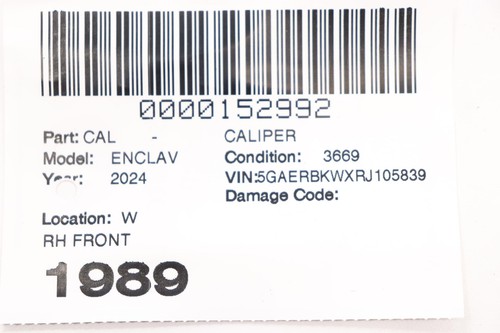 0000152992
Part: CAL - CALIPER
Model: ENCLAV Condition: 3669
Year: 2024 VIN:5GAERBKWXRJ105839
Damage Code:
Location: W
RH FRONT
1989